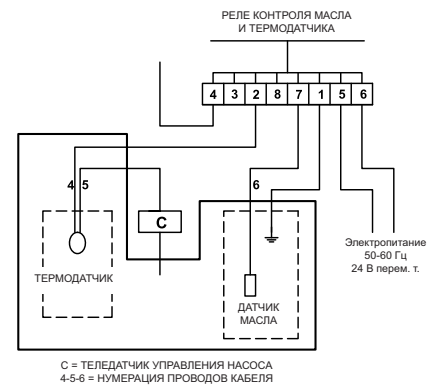 РЕЛЕ КОНТРОЛЯ МАСЛА
И ТЕРМОДАТЧИКА
4 3 2 8 7 1 5 6
4 5
6
С
ТЕРМОДАТЧИК
ДАТЧИК
МАСЛА
Электропитание
50-60 Гц
24 В перем. т.
С = ТЕЛЕДАТЧИК УПРАВЛЕНИЯ НАСОСА
4-5-6 = НУМЕРАЦИЯ ПРОВОДОВ КАБЕЛЯ